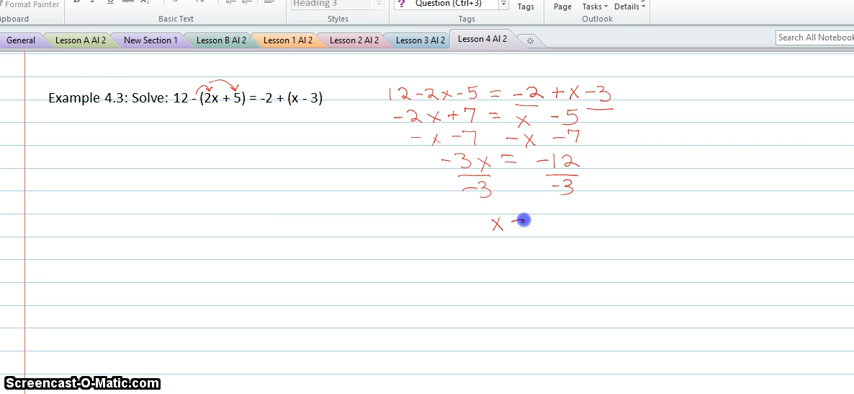 Format Painter
Heading 3
? Question (Ctrl+3)
Tags
Page
Tasks
Details
Clipboard
Basic Text
Styles
Tags
Outlook
General
Lesson A Al 2
New Section 1
Lesson B Al 2
Lesson 1 Al 2
Lesson 2 Al 2
Lesson 3 Al 2
Lesson 4 Al 2
Search All Notebook
Example 4.3: Solve: 12 - (2x + 5) = -2 + (x - 3)
12 - 2x - 5 = -2 + x - 3
-2x + 7 = x - 5
-x -7 -x -7
-3x = -12
-3 -3
x =
Screencast-O-Matic.com